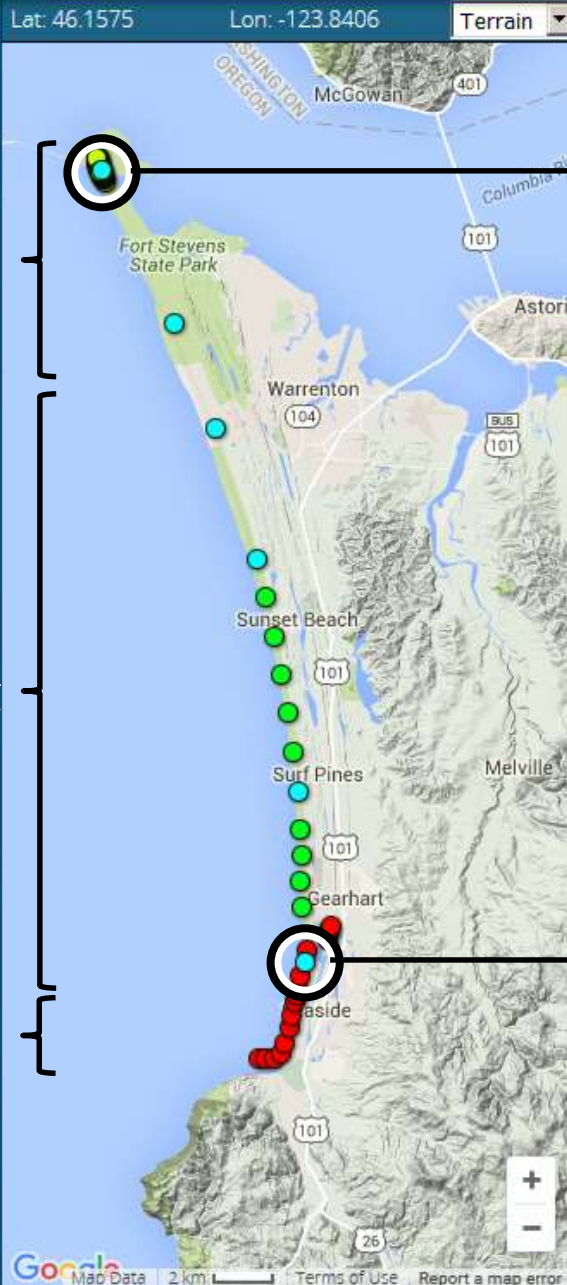 Lat: 46.1575 Lon: -123.8406 Terrain
WASHINGTON
OREGON
McGowan
401
Columbia
101
Fort Stevens
State Park
Astori
Warrenton
104
BUS
101
Sunset Beach
101
Surf Pines
Melville
101
Gearhart
aside
101
+
−
26
Google
Map Data 2 km Terms of Use Report a map error